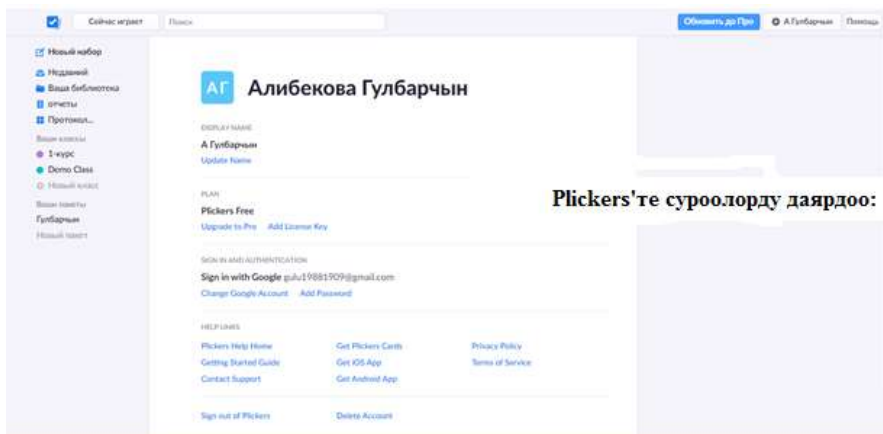 Сейчас играет
Поиск
Обновить до Про
А Гулбарчын
Помощь
Новый набор
Недавний
Ваша библиотека
отчеты
Протокол...
Ваши классы
1-курс
Demo Class
Новый класс
Ваши пакеты
Гулбарчын
Новый пакет
АГ
Алибекова Гулбарчын
DISPLAY NAME
А Гулбарчын
Update Name
PLAN
Plickers Free
Upgrade to Pro Add License Key
Plickers'те суроолорду даярдоо:
SIGN IN AND AUTHENTICATION
Sign in with Google gulu19881909@gmail.com
Change Google Account Add Password
HELP LINKS
Plickers Help Home Get Plickers Cards Privacy Policy
Getting Started Guide Get iOS App Terms of Service
Contact Support Get Android App
Sign out of Plickers Delete Account